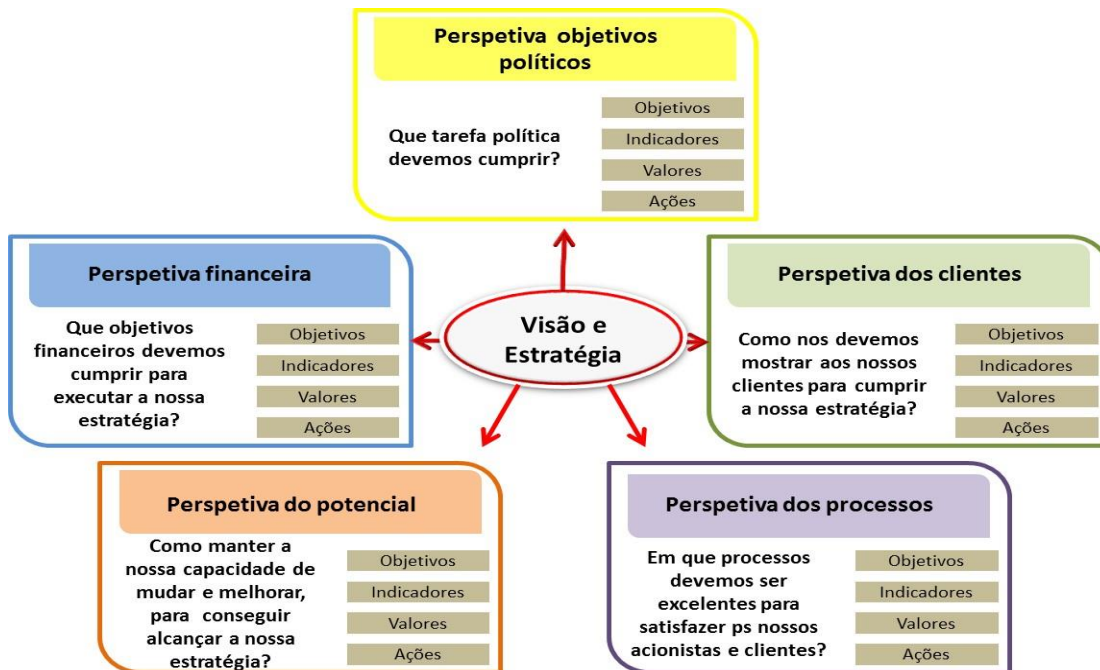 Perspetiva objetivos
políticos
Que tarefa política
devemos cumprir?
Objetivos
Indicadores
Valores
Ações
Perspetiva financeira
Que objetivos
financeiros devemos
cumprir para
executar a nossa
estratégia?
Objetivos
Indicadores
Valores
Ações
Visão e
Estratégia
Perspetiva dos clientes
Como nos devemos
mostrar aos nossos
clientes para cumprir
a nossa estratégia?
Objetivos
Indicadores
Valores
Ações
Perspetiva do potencial
Como manter a
nossa capacidade de
mudar e melhorar,
para conseguir
alcançar a nossa
estratégia?
Objetivos
Indicadores
Valores
Ações
Perspetiva dos processos
Em que processos
devemos ser
excelentes para
satisfazer ps nossos
acionistas e clientes?
Objetivos
Indicadores
Valores
Ações